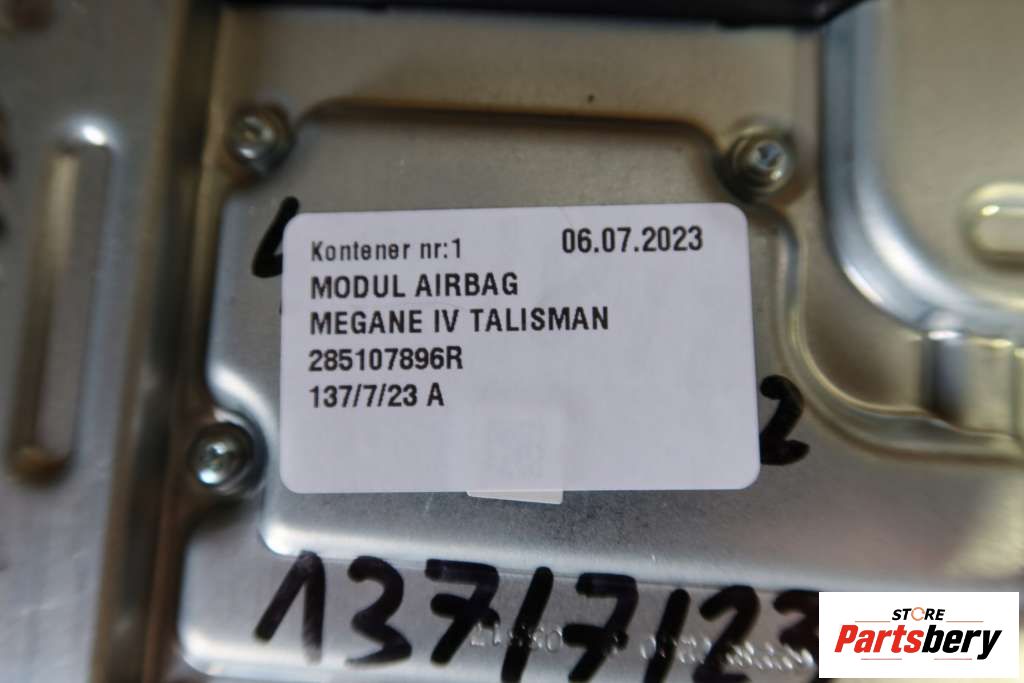 Kontener nr:1 06.07.2023
MODUL AIRBAG
MEGANE IV TALISMAN
285107896R
137/7/23 A
2
137/7/23
STORE
Partsbery